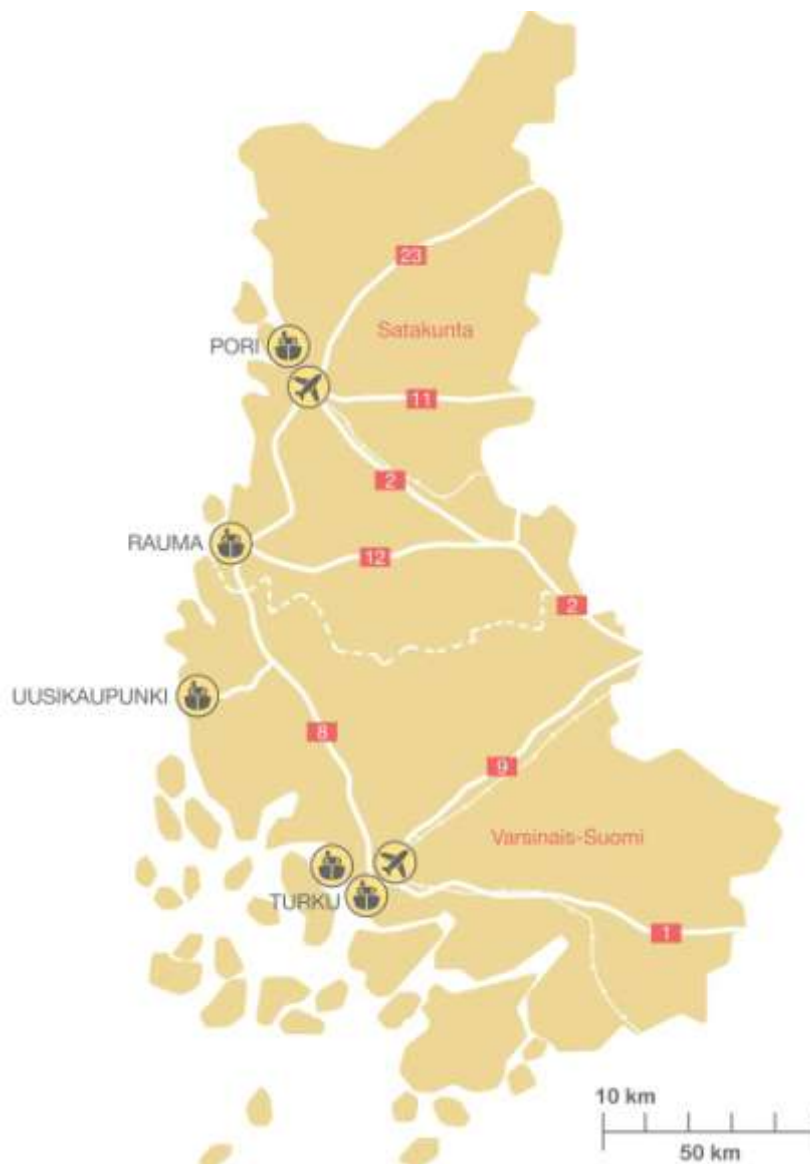 23
Satakunta
PORI
11
2
RAUMA
12
2
UUSIKAUPUNKI
8
9
Varsinais-Suomi
TURKU
1
10 km
50 km